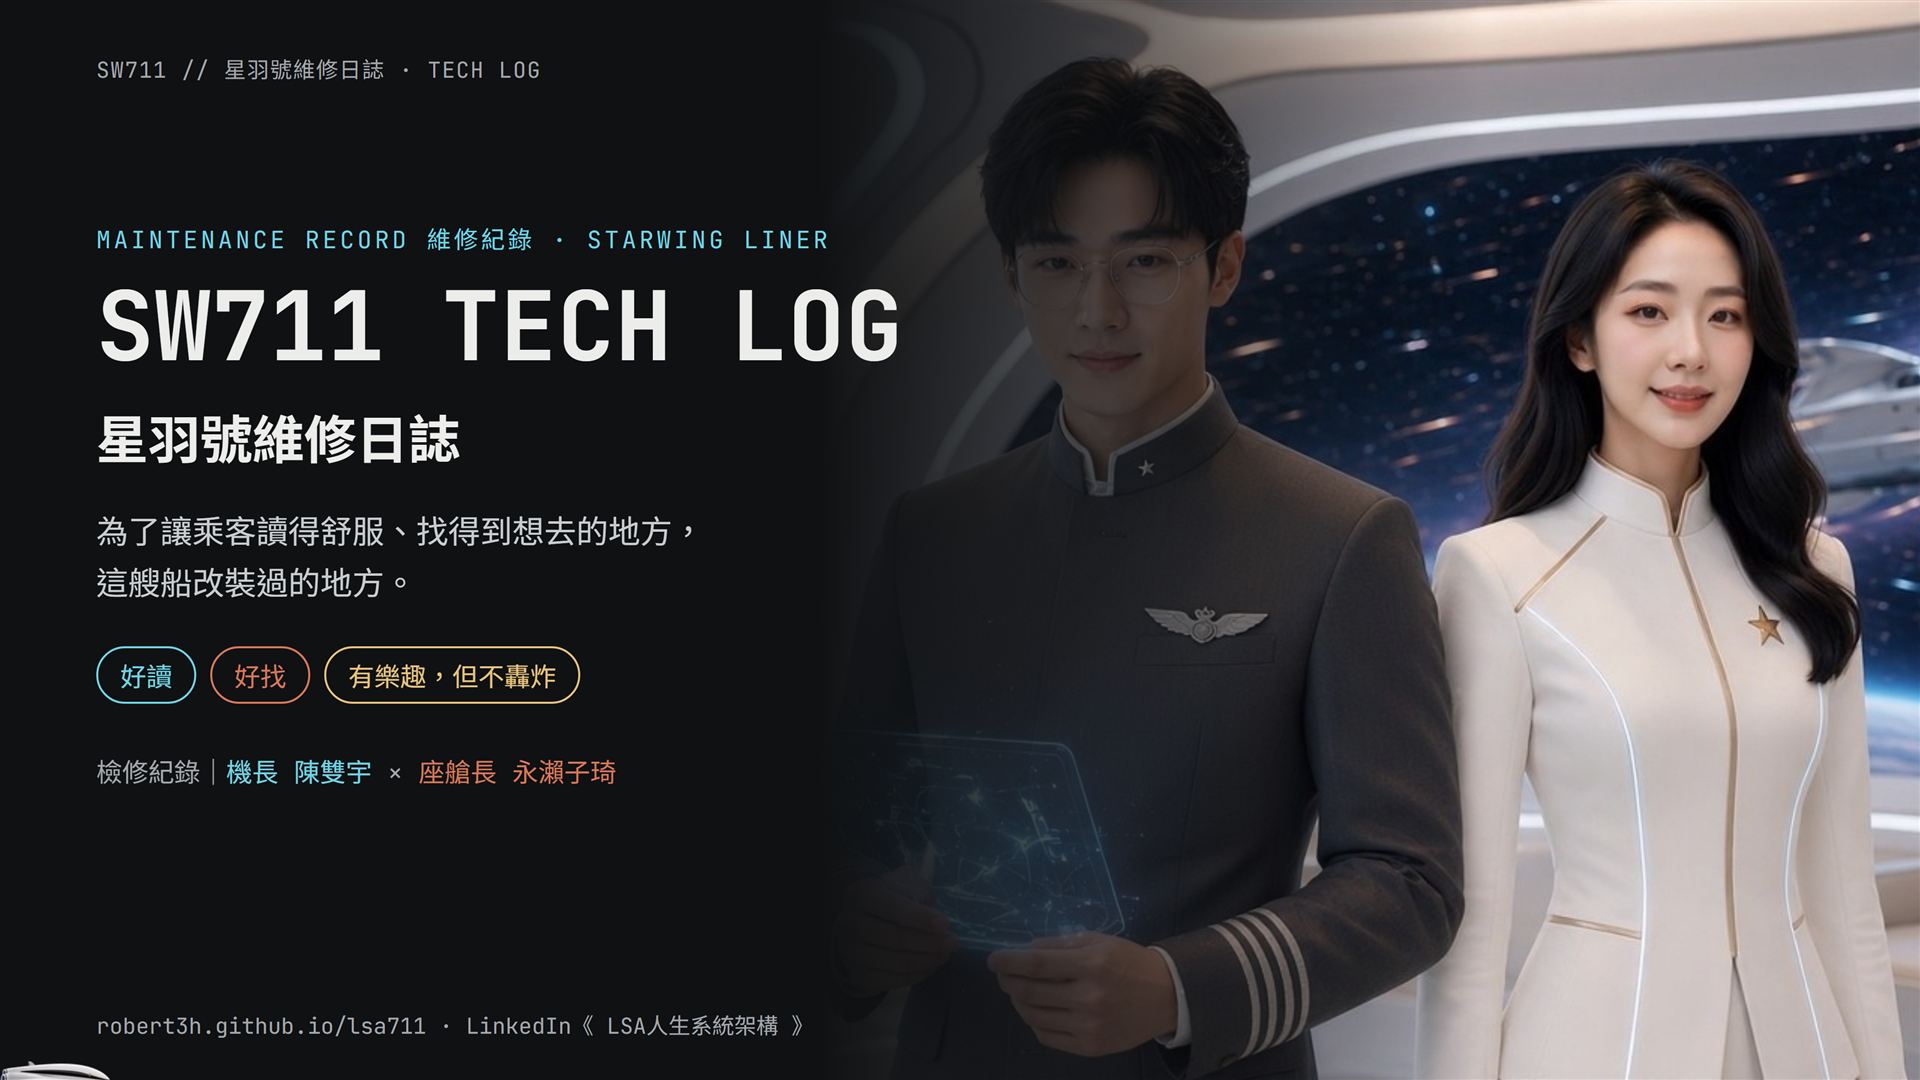 SW711 // 星羽號維修日誌 · TECH LOG
MAINTENANCE RECORD 維修紀錄 · STARWING LINER
SW711 TECH LOG
星羽號維修日誌
為了讓乘客讀得舒服、找得到想去的地方，
這艘船改裝過的地方。
好讀 好找 有樂趣，但不轟炸
檢修紀錄｜機長 陳雙宇 × 座艙長 永瀨子琦
robert3h.github.io/lsa711 · LinkedIn《 LSA人生系統架構 》